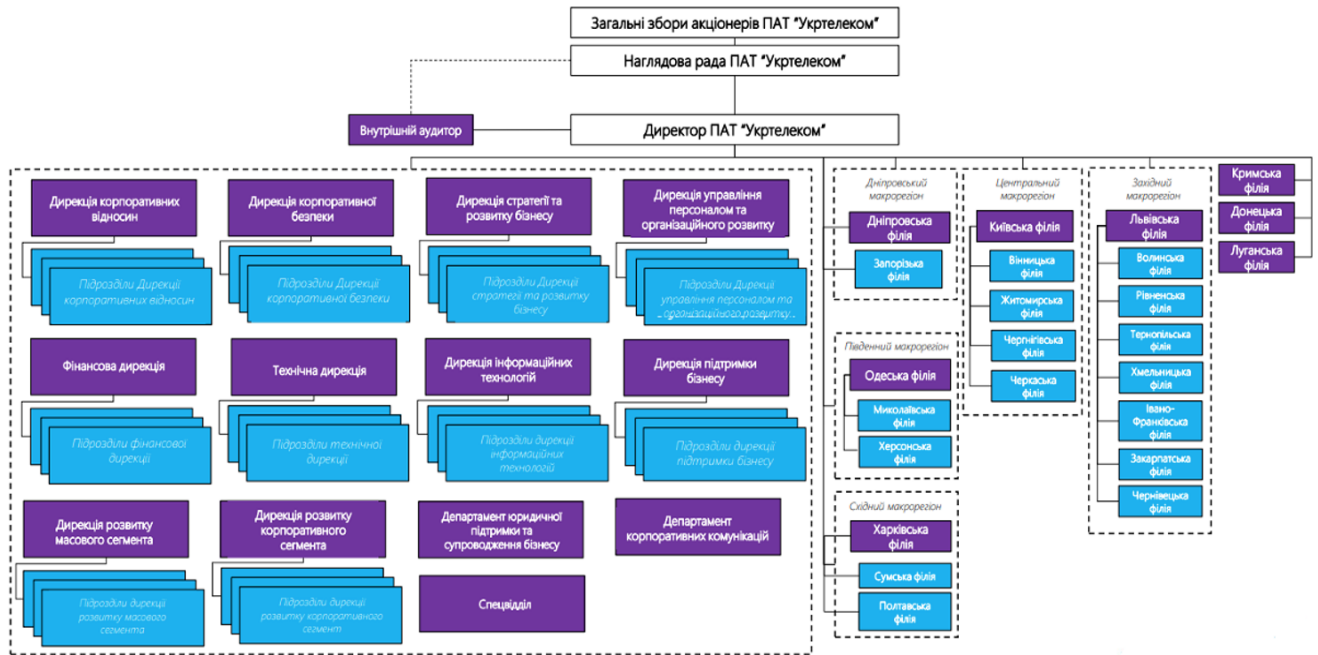 Загальні збори акціонерів ПАТ “Укртелеком”
Наглядова рада ПАТ “Укртелеком”
Внутрішній аудитор
Директор ПАТ “Укртелеком”
Дирекція корпоративних
відносин
Підрозділи Дирекції
корпоративних відносин
Дирекція корпоративної
безпеки
Підрозділи Дирекції
корпоративної безпеки
Дирекція стратегії та
розвитку бізнесу
Підрозділи Дирекції
стратегії та розвитку
бізнесу
Дирекція управління
персоналом та
організаційного розвитку
Підрозділи Дирекції
управління персоналом та
організаційного розвитку
Фінансова дирекція
Підрозділи фінансової
дирекції
Технічна дирекція
Підрозділи технічної
дирекції
Дирекція інформаційних
технологій
Підрозділи дирекції
інформаційних
технологій
Дирекція підтримки
бізнесу
Підрозділи дирекції
підтримки бізнесу
Дирекція розвитку
масового сегмента
Підрозділи дирекції
розвитку масового
сегмента
Дирекція розвитку
корпоративного
сегмента
Підрозділи дирекції
розвитку корпоративного
сегмент
Департамент юридичної
підтримки та
супроводження бізнесу
Департамент
корпоративних комунікацій
Спецвідділ
Дніпровський
макрорегіон
Дніпровська
філія
Запорізька
філія
Південний макрорегіон
Одеська філія
Миколаївська
філія
Херсонська
філія
Східний макрорегіон
Харківська
філія
Сумська філія
Полтавська
філія
Центральний
макрорегіон
Київська філія
Вінницька
філія
Житомирська
філія
Чернігівська
філія
Черкаська
філія
Західний
макрорегіон
Львівська
філія
Волинська
філія
Рівненська
філія
Тернопільська
філія
Хмельницька
філія
Івано-
Франківська
філія
Закарпатська
філія
Чернівецька
філія
Кримська
філія
Донецька
філія
Луганська
філія